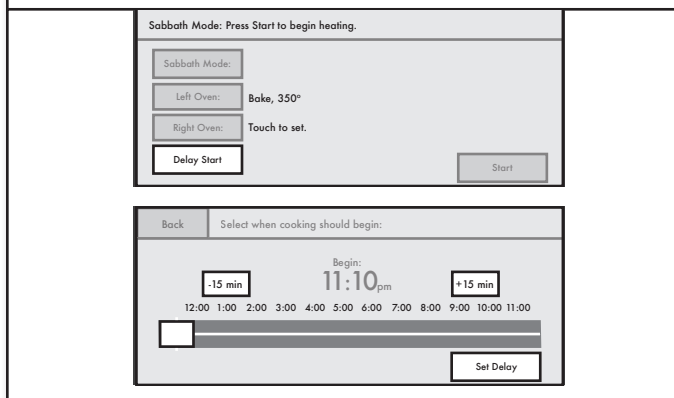 Sabbath Mode: Press Start to begin heating.
Sabbath Mode:
Left Oven: Bake, 350°
Right Oven: Touch to set.
Delay Start Start
Back Select when cooking should begin:
Begin:
-15 min 11:10pm +15 min
12:00 1:00 2:00 3:00 4:00 5:00 6:00 7:00 8:00 9:00 10:00 11:00
Set Delay